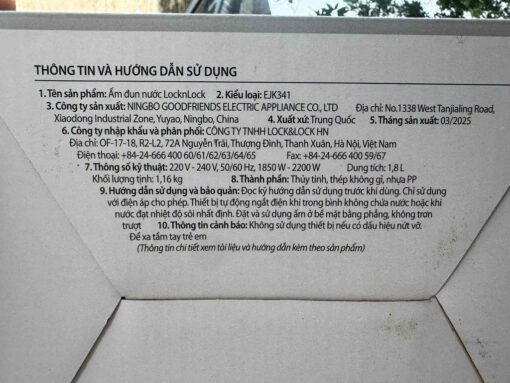 THÔNG TIN VÀ HƯỚNG DẪN SỬ DỤNG
1. Tên sản phẩm: Ấm đun nước LocknLock 2. Kiểu loại: EJK341
3. Công ty sản xuất: NINGBO GOODFRIENDS ELECTRIC APPLIANCE CO., LTD Địa chỉ: No.1338 West Tanjialing Road,
Xiaodong Industrial Zone, Yuyao, Ningbo, China 4. Xuất xứ: Trung Quốc 5. Tháng sản xuất: 03/2025
6. Công ty nhập khẩu và phân phối: CÔNG TY TNHH LOCK&LOCK HN
Địa chỉ: OF-17-18, R2-L2, 72A Nguyễn Trãi, Thượng Đình, Thanh Xuân, Hà Nội, Việt Nam
Điện thoại: +84-24-666 400 60/61/62/63/64/65 Fax: +84-24-666 400 59/67
7. Thông số kỹ thuật: 220 V - 240 V, 50/60 Hz, 1850 W - 2200 W Dung tích: 1,8 L
Khối lượng tịnh: 1,16 kg 8. Thành phần: Thủy tinh, thép không gỉ, nhựa PP
9. Hướng dẫn sử dụng và bảo quản: Đọc kỹ hướng dẫn sử dụng trước khi dùng. Chỉ sử dụng
với điện áp cho phép. Thiết bị tự động ngắt điện khi trong bình không chứa nước hoặc khi
nước đạt nhiệt độ sôi nhất định. Đặt và sử dụng ấm ở bề mặt bằng phẳng, không trơn
trượt 10. Thông tin cảnh báo: Không sử dụng thiết bị nếu có dấu hiệu nứt vỡ.
Để xa tầm tay trẻ em
(Thông tin chi tiết xem tài liệu và hướng dẫn kèm theo sản phẩm)